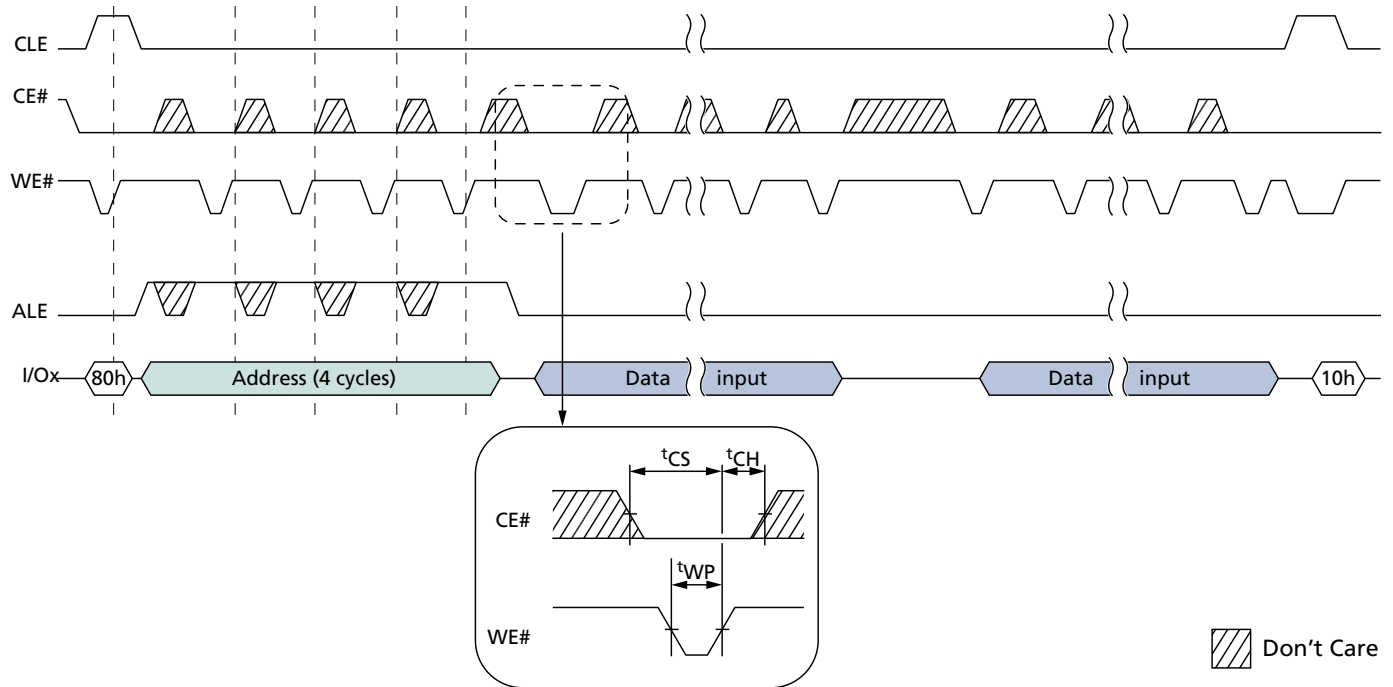 CLE
CE#
WE#
ALE
I/Ox 80h Address (4 cycles) Data input Data input 10h
tCS tCH
CE#
tWP
WE#
Don't Care